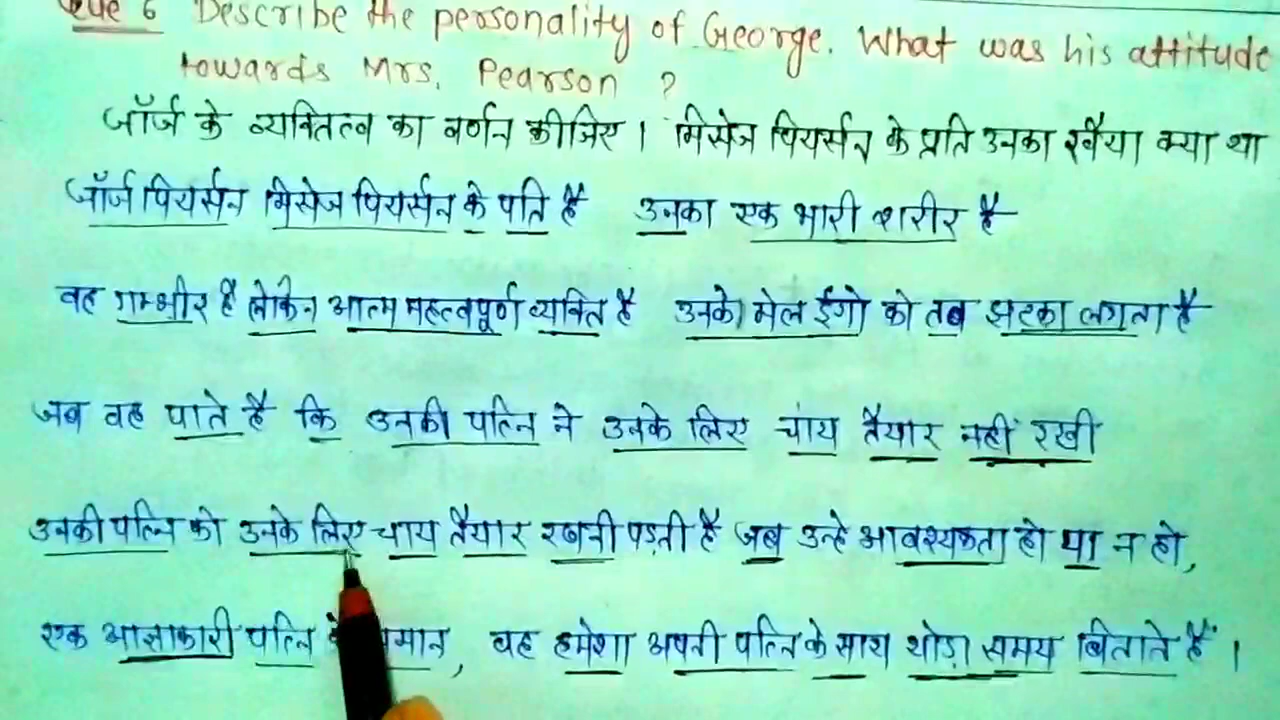 Que 6 Describe the personality of George. What was his attitude
towards Mrs. Pearson ?
जॉर्ज के व्यक्तित्व का वर्णन कीजिए । मिसेज पियर्सन के प्रति उनका रवैया क्या था
जॉर्ज पियर्सन मिसेज पियर्सन के पति है उनका एक भारी शरीर है
वह गम्भीर है लेकिन आत्म महत्वपूर्ण व्यक्ति है उनके मेल ईगो को तब झटका लगता है
जब वह पाते है कि उनकी पत्नि ने उनके लिए चाय तैयार नहीं रखी
उनकी पत्नि को उनके लिए चाय तैयार रखनी पड़ती है जब उन्हे आवश्यकता हो या न हो,
एक आज्ञाकारी पत्नि के समान, वह हमेशा अपनी पत्नि के साथ थोड़ा समय बिताते हैं ।